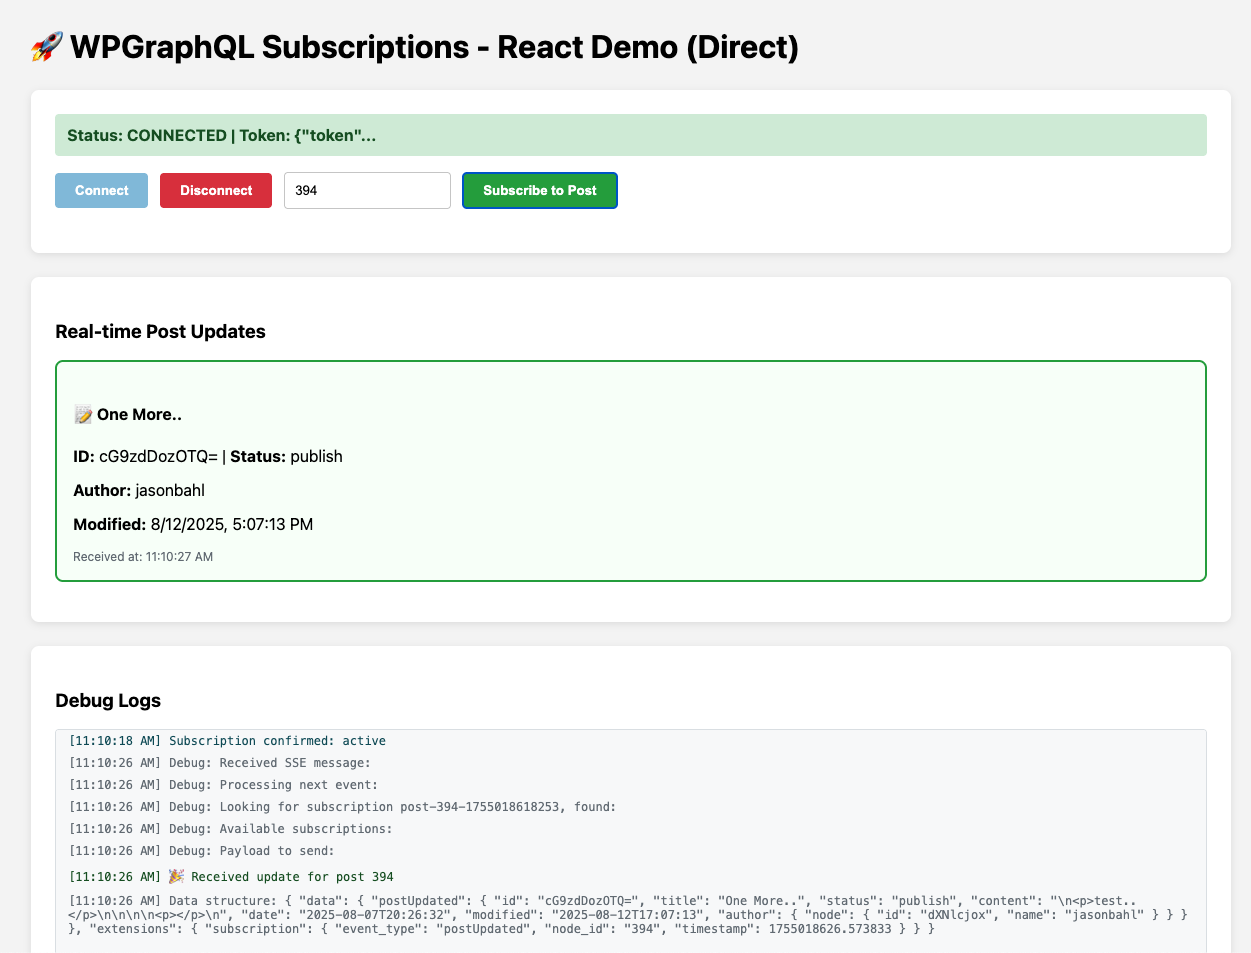 🚀 WPGraphQL Subscriptions - React Demo (Direct)
Status: CONNECTED | Token: {"token"...
Connect
Disconnect
394
Subscribe to Post
Real-time Post Updates
📝 One More..
ID: cG9zdDozOTQ= | Status: publish
Author: jasonbahl
Modified: 8/12/2025, 5:07:13 PM
Received at: 11:10:27 AM
Debug Logs
[11:10:18 AM] Subscription confirmed: active
[11:10:26 AM] Debug: Received SSE message:
[11:10:26 AM] Debug: Processing next event:
[11:10:26 AM] Debug: Looking for subscription post-394-1755018618253, found:
[11:10:26 AM] Debug: Available subscriptions:
[11:10:26 AM] Debug: Payload to send:
[11:10:26 AM] 🎉 Received update for post 394
[11:10:26 AM] Data structure: { "data": { "postUpdated": { "id": "cG9zdDozOTQ=", "title": "One More..", "status": "publish", "content": "\n<p>test..
</p>\n\n\n\n<p></p>\n", "date": "2025-08-07T20:26:32", "modified": "2025-08-12T17:07:13", "author": { "node": { "id": "dXNlcjox", "name": "jasonbahl" } } }
}, "extensions": { "subscription": { "event_type": "postUpdated", "node_id": "394", "timestamp": 1755018626.573833 } } }